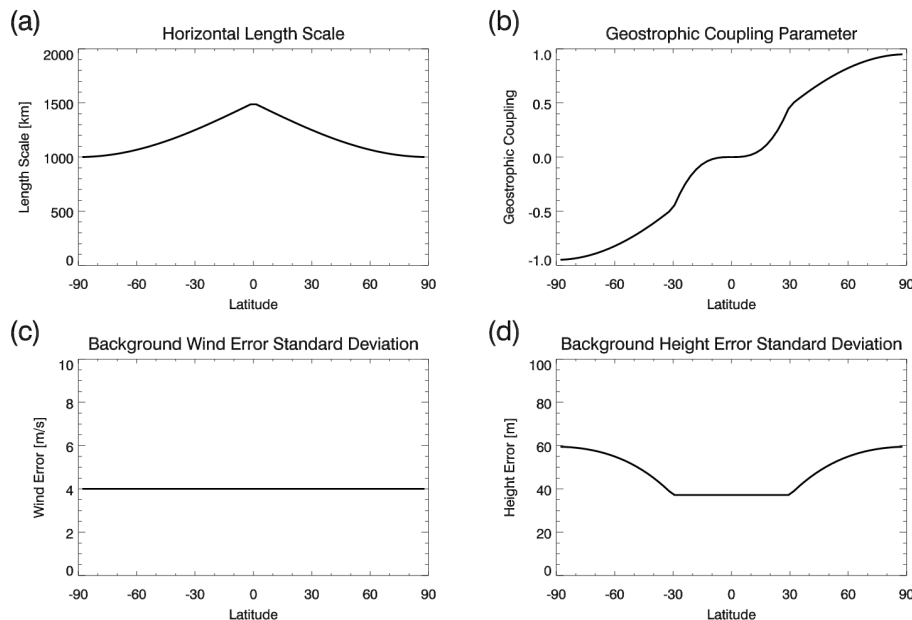 (a)
Horizontal Length Scale
2000
1500
1000
500
0
Length Scale [km]
-90 -60 -30 0 30 60 90
Latitude
(b)
Geostrophic Coupling Parameter
1.0
0.5
0.0
-0.5
-1.0
Geostrophic Coupling
-90 -60 -30 0 30 60 90
Latitude
(c)
Background Wind Error Standard Deviation
10
8
6
4
2
0
Wind Error [m/s]
-90 -60 -30 0 30 60 90
Latitude
(d)
Background Height Error Standard Deviation
100
80
60
40
20
0
Height Error [m]
-90 -60 -30 0 30 60 90
Latitude